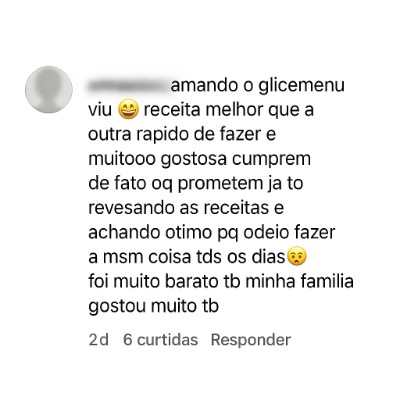 amando o glicemenu
viu 😄 receita melhor que a
outra rapido de fazer e
muitooo gostosa cumprem
de fato oq prometem ja to
revesando as receitas e
achando otimo pq odeio fazer
a msm coisa tds os dias😵
foi muito barato tb minha familia
gostou muito tb
2d 6 curtidas Responder